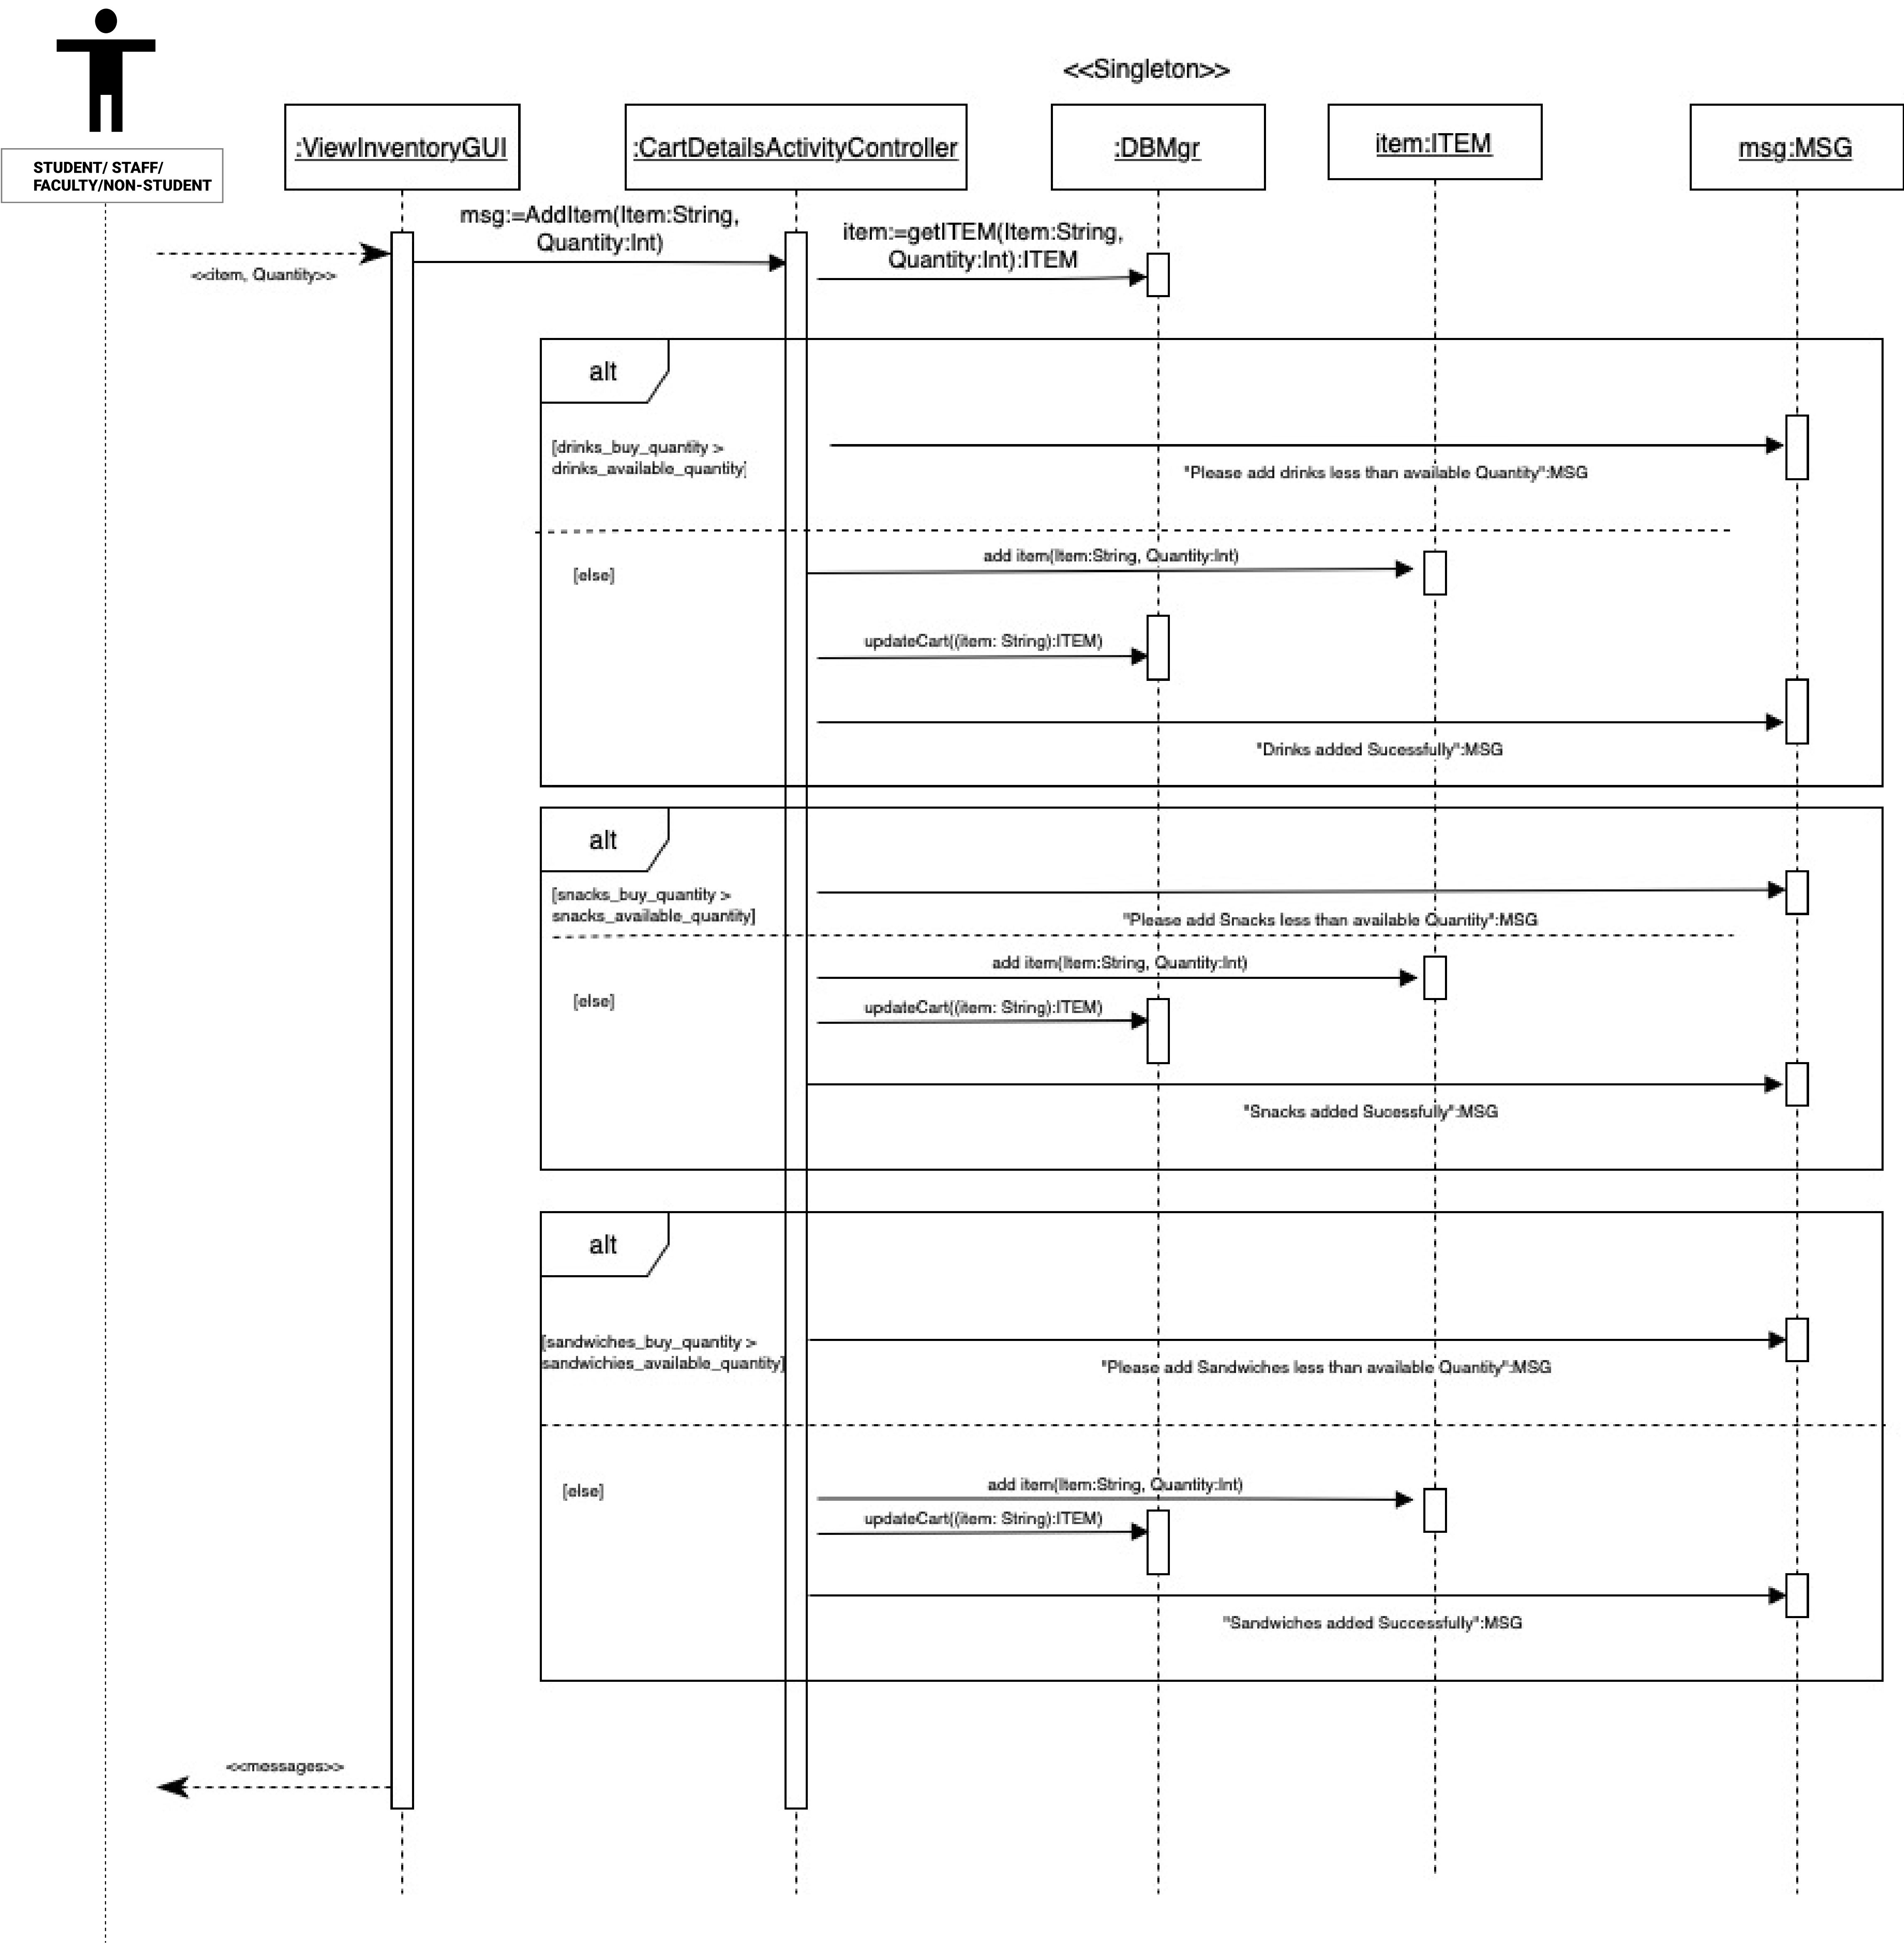 <<Singleton>>
STUDENT/ STAFF/
FACULTY/NON-STUDENT
:ViewInventoryGUI
:CartDetailsActivityController
:DBMgr
item:ITEM
msg:MSG
msg:=AddItem(Item:String,
Quantity:Int)
item:=getITEM(Item:String,
Quantity:Int):ITEM
<<item, Quantity>>
alt
[drinks_buy_quantity >
drinks_available_quantity]
"Please add drinks less than available Quantity":MSG
add item(Item:String, Quantity:Int)
[else]
updateCart((item: String):ITEM)
"Drinks added Sucessfully":MSG
alt
[snacks_buy_quantity >
snacks_available_quantity]
"Please add Snacks less than available Quantity":MSG
add item(Item:String, Quantity:Int)
[else]
updateCart((item: String):ITEM)
"Snacks added Sucessfully":MSG
alt
[sandwiches_buy_quantity >
sandwichies_available_quantity]
"Please add Sandwiches less than available Quantity":MSG
add item(Item:String, Quantity:Int)
[else]
updateCart((item: String):ITEM)
"Sandwiches added Successfully":MSG
<<messages>>